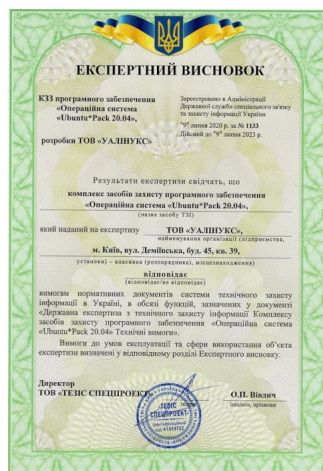 ЕКСПЕРТНИЙ ВИСНОВОК
КЗЗ програмного забезпечення
«Операційна система
«Ubuntu*Pack 20.04»,
розробки ТОВ «УАЛІНУКС»
Зареєстровано в Адміністрації
Державної служби спеціального зв'язку
та захисту інформації України
"9" липня 2020 р. за № 1133
Дійсний до "9" липня 2023 р.
Результати експертизи свідчать, що
комплекс засобів захисту програмного забезпечення
«Операційна система «Ubuntu*Pack 20.04»,
(назва засобу ТЗІ)
який наданий на експертизу ТОВ «УАЛІНУКС»,
найменування організації (підприємства,
м. Київ, вул. Деміївська, буд. 45, кв. 39,
установи) – власника (розпорядника), місцезнаходження)
відповідає
(відповідає/не відповідає)
вимогам нормативних документів системи технічного захисту
інформації в Україні, в обсязі функцій, зазначених у документі
«Державна експертиза з технічного захисту інформації Комплексу
засобів захисту програмного забезпечення «Операційна система
«Ubuntu*Pack 20.04» Технічні вимоги».
Вимоги до умов експлуатації та сфери використання об'єкта
експертизи визначені у відповідному розділі Експертного висновку.
Директор
ТОВ «ТЕЗІС СПЕЦПРОЕКТ»
О.П. Вівдич
ініціали, прізвище
«ТЕЗІС
СПЕЦПРОЕКТ»